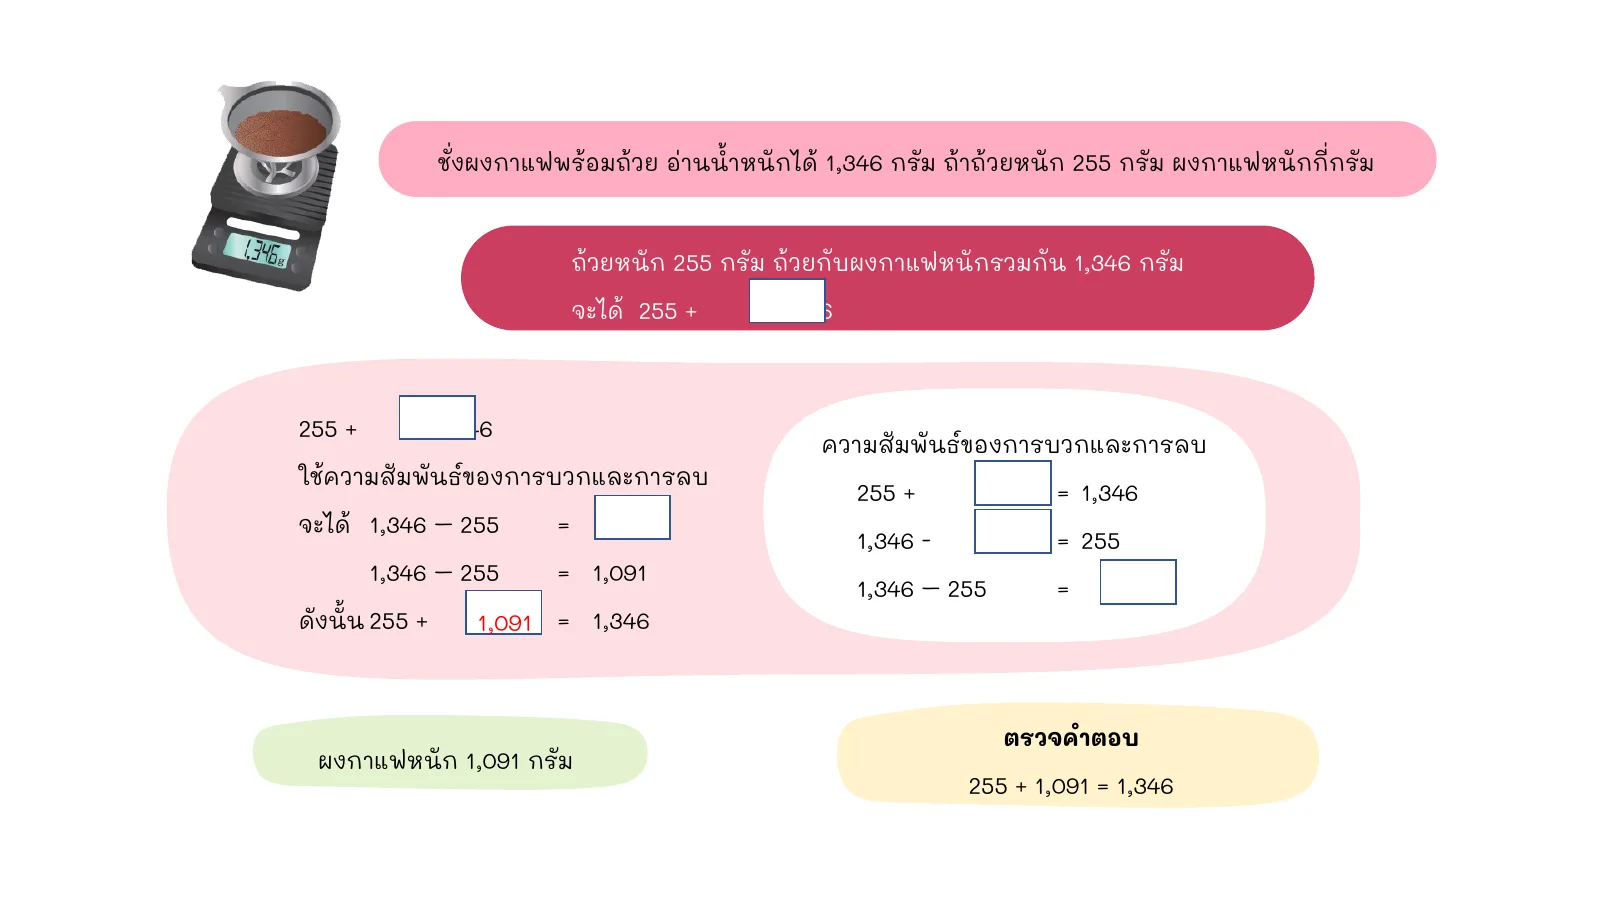 1,346g
ชั่งผงกาแฟพร้อมถ้วย อ่านน้ำหนักได้ 1,346 กรัม ถ้าถ้วยหนัก 255 กรัม ผงกาแฟหนักกี่กรัม
ถ้วยหนัก 255 กรัม ถ้วยกับผงกาแฟหนักรวมกัน 1,346 กรัม
จะได้ 255 + 6
255 + 6
ใช้ความสัมพันธ์ของการบวกและการลบ
จะได้ 1,346 – 255 =
1,346 – 255 = 1,091
ดังนั้น 255 + 1,091 = 1,346
ความสัมพันธ์ของการบวกและการลบ
255 + = 1,346
1,346 - = 255
1,346 – 255 =
ผงกาแฟหนัก 1,091 กรัม
ตรวจคำตอบ
255 + 1,091 = 1,346